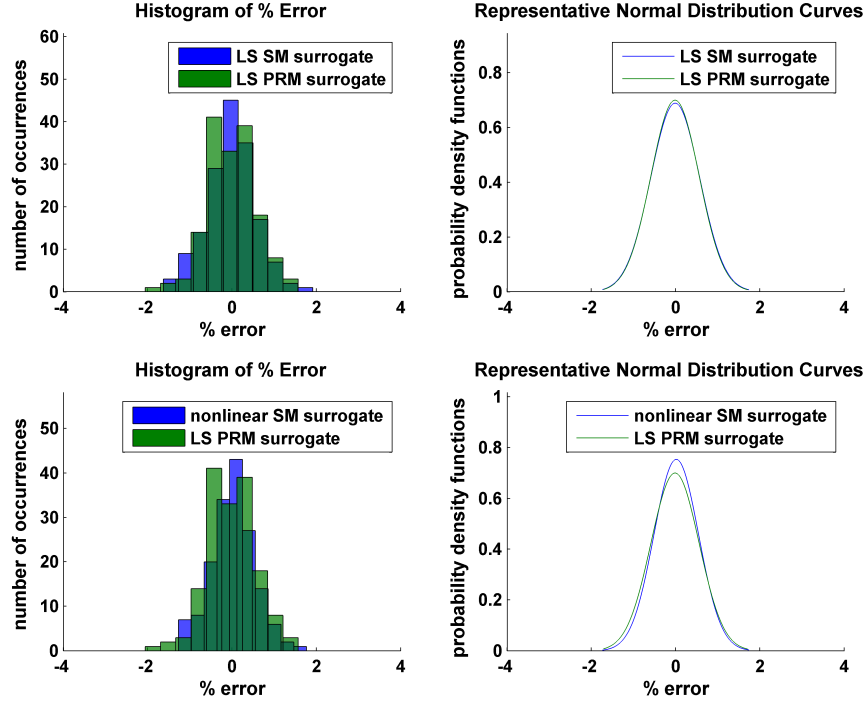 Histogram of % Error
number of occurrences
60
50
40
30
20
10
0
LS SM surrogate
LS PRM surrogate
-4
-2
0
2
4
% error
Representative Normal Distribution Curves
probability density functions
0.8
0.6
0.4
0.2
0
LS SM surrogate
LS PRM surrogate
-4
-2
0
2
4
% error
Histogram of % Error
number of occurrences
50
40
30
20
10
0
nonlinear SM surrogate
LS PRM surrogate
-4
-2
0
2
4
% error
Representative Normal Distribution Curves
probability density functions
1
0.8
0.6
0.4
0.2
0
nonlinear SM surrogate
LS PRM surrogate
-4
-2
0
2
4
% error